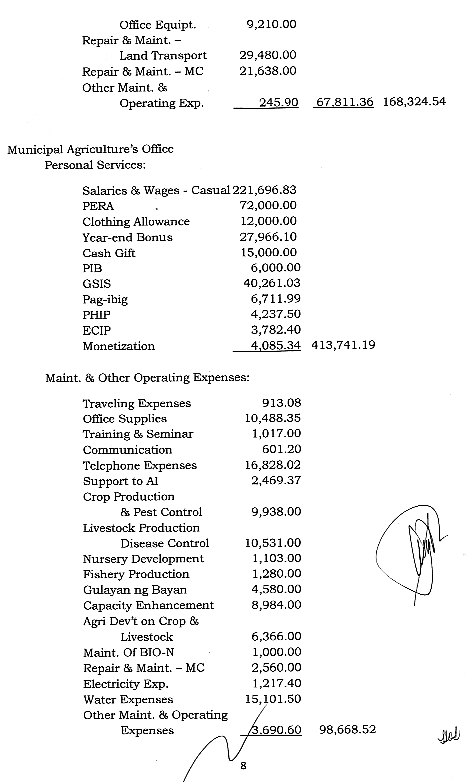 Office Equipt. 9,210.00
Repair & Maint. –
Land Transport 29,480.00
Repair & Maint. – MC 21,638.00
Other Maint. &
Operating Exp. 245.90 67,811.36 168,324.54
Municipal Agriculture's Office
Personal Services:
Salaries & Wages - Casual 221,696.83
PERA 72,000.00
Clothing Allowance 12,000.00
Year-end Bonus 27,966.10
Cash Gift 15,000.00
PIB 6,000.00
GSIS 40,261.03
Pag-ibig 6,711.99
PHIP 4,237.50
ECIP 3,782.40
Monetization 4,085.34 413,741.19
Maint. & Other Operating Expenses:
Traveling Expenses 913.08
Office Supplies 10,488.35
Training & Seminar 1,017.00
Communication 601.20
Telephone Expenses 16,828.02
Support to AI 2,469.37
Crop Production
& Pest Control 9,938.00
Livestock Production
Disease Control 10,531.00
Nursery Development 1,103.00
Fishery Production 1,280.00
Gulayan ng Bayan 4,580.00
Capacity Enhancement 8,984.00
Agri Dev't on Crop &
Livestock 6,366.00
Maint. Of BIO-N 1,000.00
Repair & Maint. – MC 2,560.00
Electricity Exp. 1,217.40
Water Expenses 15,101.50
Other Maint. & Operating
Expenses 3.690.60 98,668.52
8